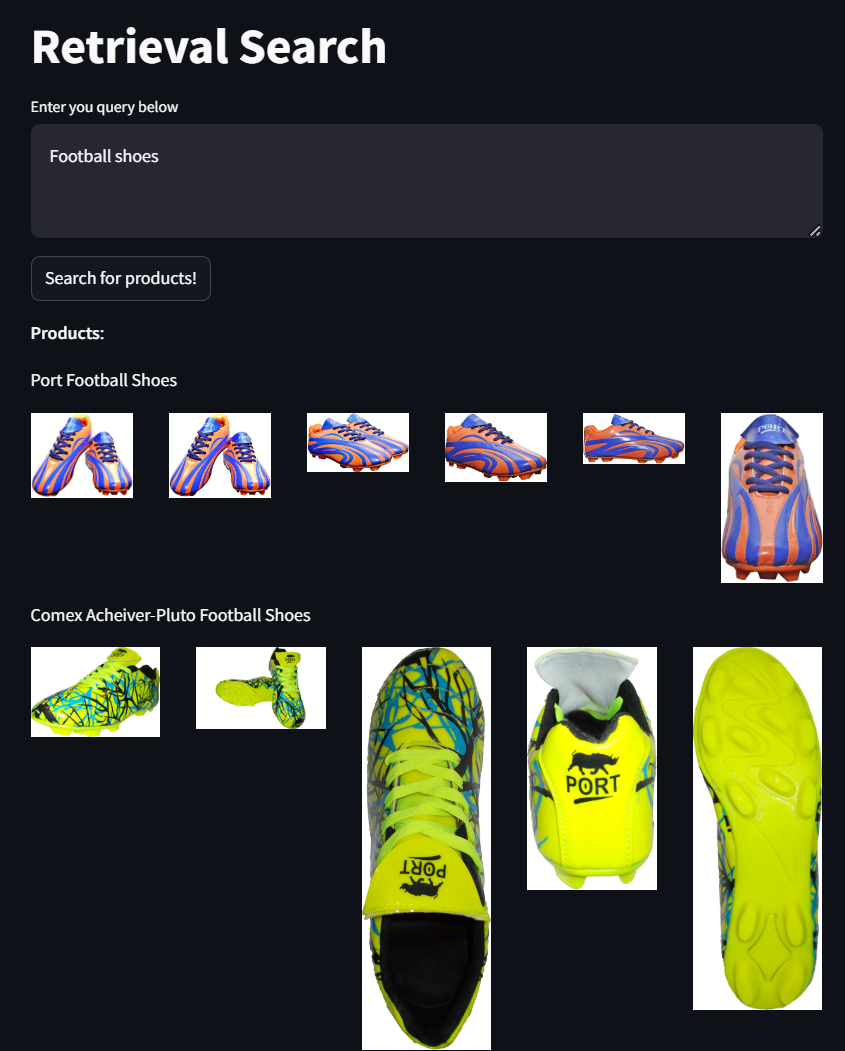 Retrieval Search
Enter you query below
Football shoes
Search for products!
Products:
Port Football Shoes
PORT
Comex Acheiver-Pluto Football Shoes
PORT
PORT